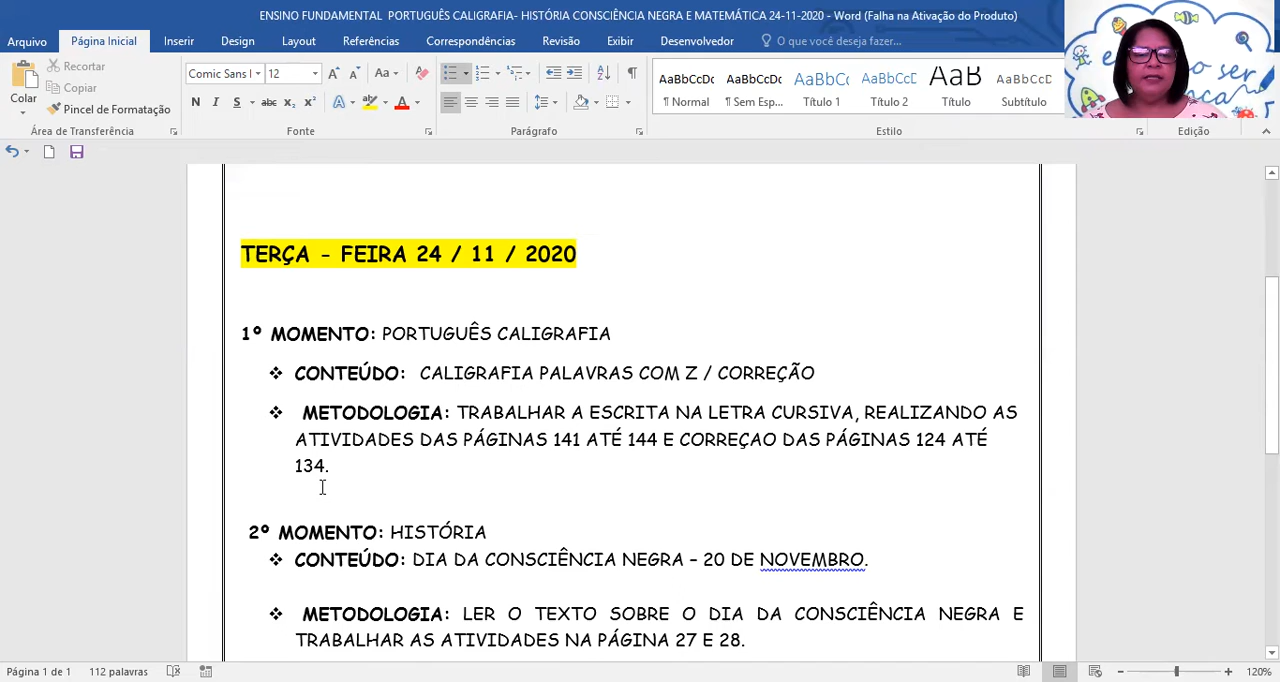 ENSINO FUNDAMENTAL PORTUGUÊS CALIGRAFIA- HISTÓRIA CONSCIÊNCIA NEGRA E MATEMÁTICA 24-11-2020 - Word (Falha na Ativação do Produto)
Arquivo Página Inicial Inserir Design Layout Referências Correspondências Revisão Exibir Desenvolvedor O que você deseja fazer...
Colar Recortar
Copiar
Pincel de Formatação
Comic Sans 12
N I S abc x₂ x²
AaBbCcDc AaBbCcDc AaBbC AaBbCcD AaB AaBbCcD
¶ Normal ¶ Sem Esp... Título 1 Título 2 Título Subtítulo
Área de Transferência Fonte Parágrafo Estilo Edição
TERÇA - FEIRA 24 / 11 / 2020
1º MOMENTO: PORTUGUÊS CALIGRAFIA
❖ CONTEÚDO: CALIGRAFIA PALAVRAS COM Z / CORREÇÃO
❖ METODOLOGIA: TRABALHAR A ESCRITA NA LETRA CURSIVA, REALIZANDO AS
ATIVIDADES DAS PÁGINAS 141 ATÉ 144 E CORREÇAO DAS PÁGINAS 124 ATÉ
134.
2º MOMENTO: HISTÓRIA
❖ CONTEÚDO: DIA DA CONSCIÊNCIA NEGRA – 20 DE NOVEMBRO.
❖ METODOLOGIA: LER O TEXTO SOBRE O DIA DA CONSCIÊNCIA NEGRA E
TRABALHAR AS ATIVIDADES NA PÁGINA 27 E 28.
Página 1 de 1 112 palavras 120%